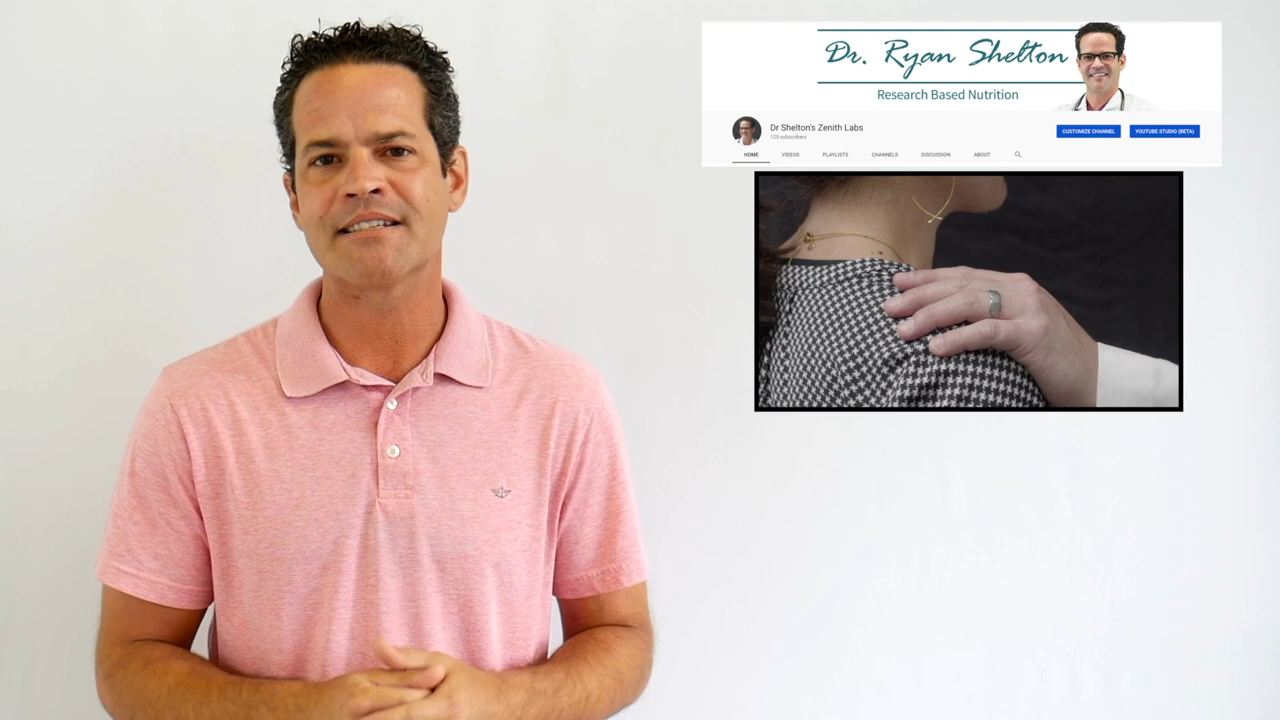 Dr. Ryan Shelton
Research Based Nutrition
Dr Shelton's Zenith Labs
CUSTOMIZE CHANNEL
YOUTUBE STUDIO (BETA)
HOME
VIDEOS
PLAYLISTS
CHANNELS
DISCUSSION
ABOUT